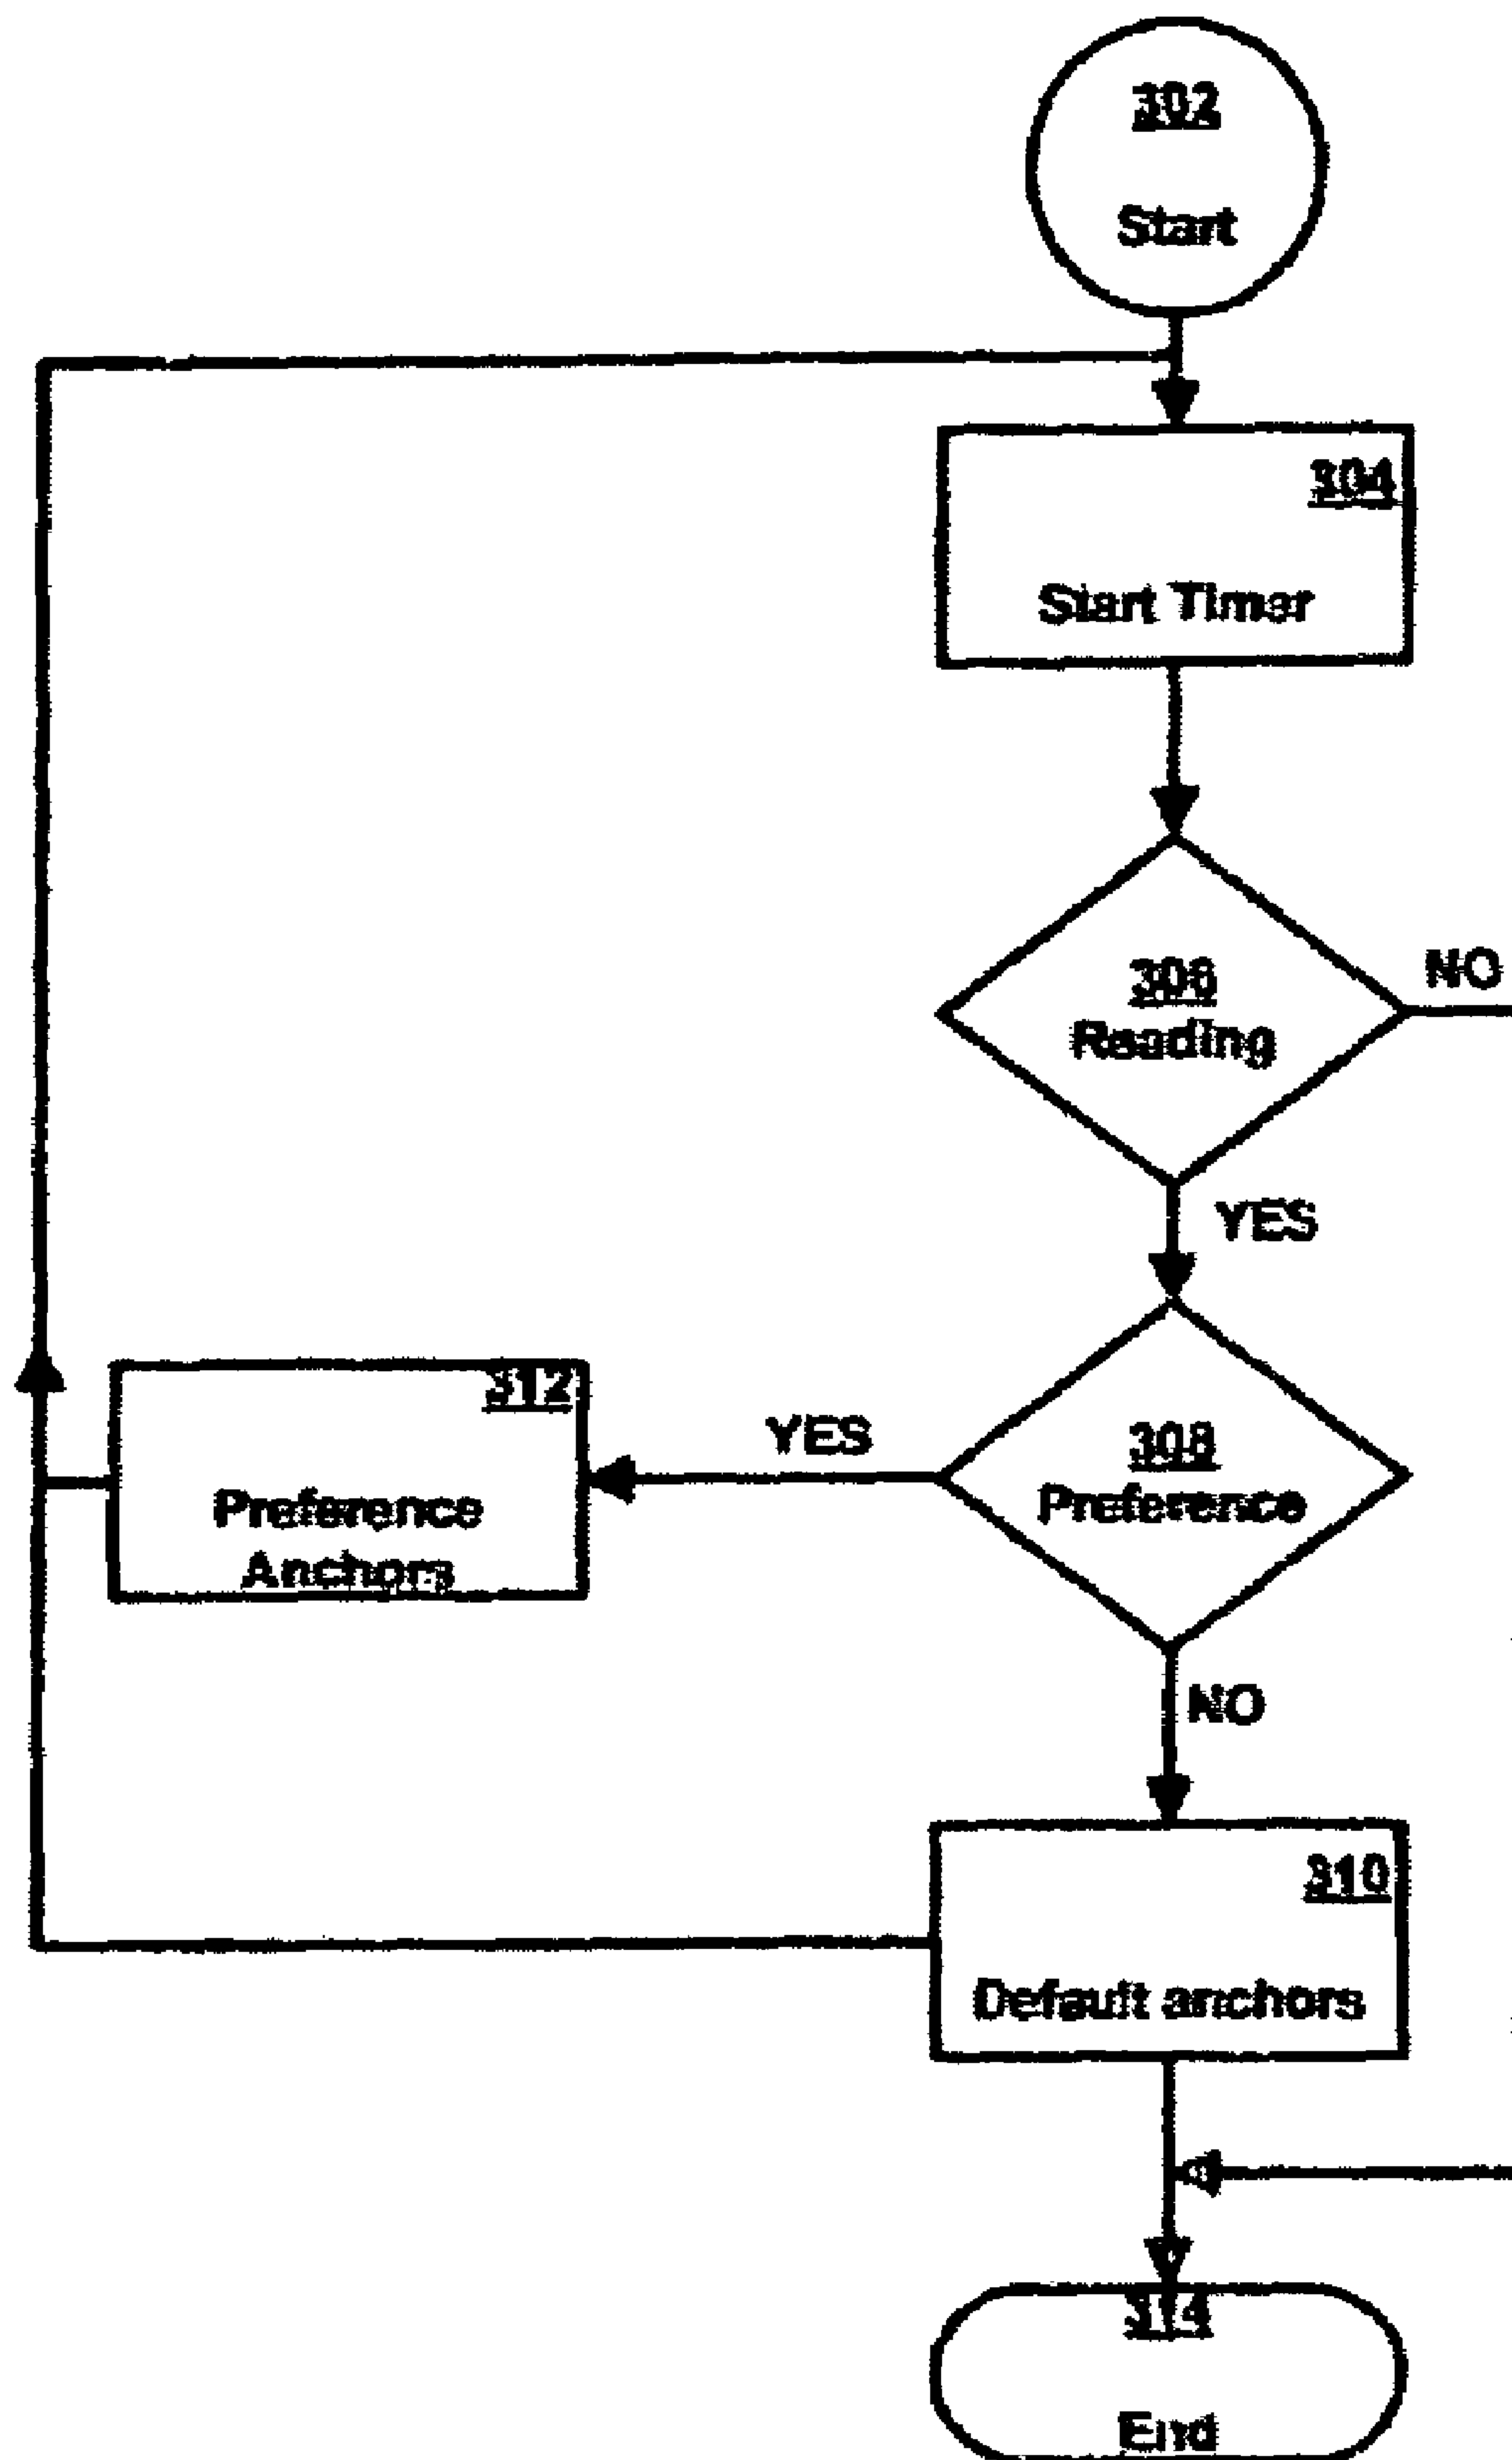 302
Start
304
Start Timer
306
Reading
NO
YES
308
Preference
YES
312
Preference
Anchors
NO
310
Default anchors
314
End